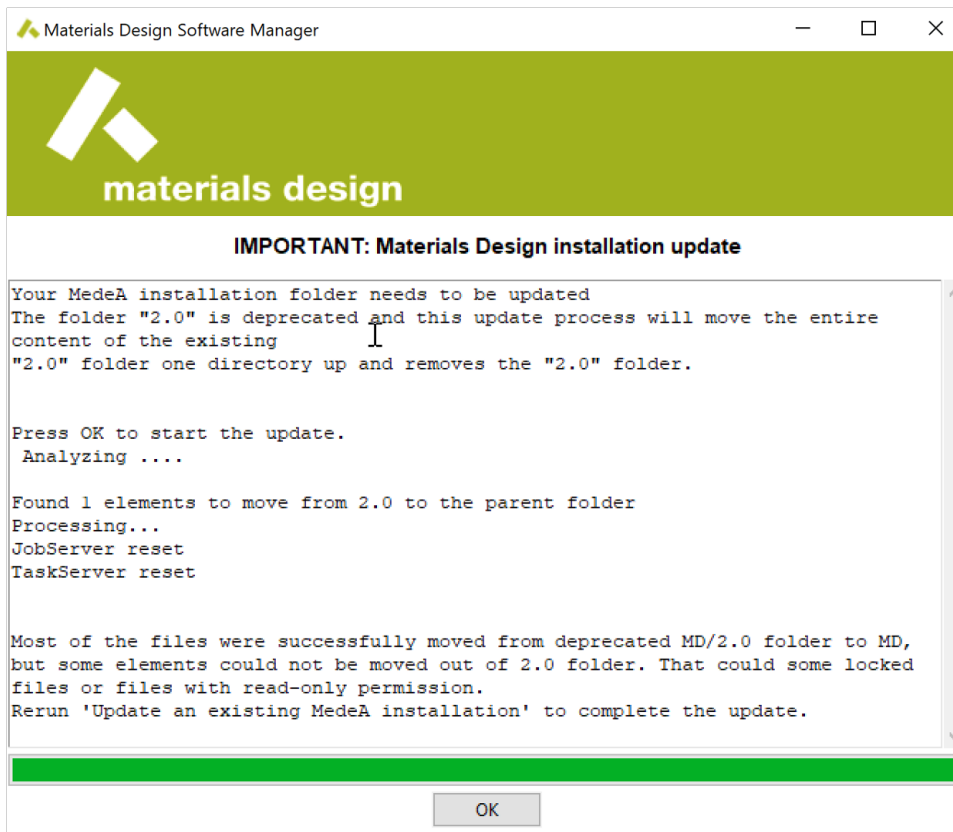 Materials Design Software Manager
materials design
IMPORTANT: Materials Design installation update
Your MedeA installation folder needs to be updated
The folder "2.0" is deprecated and this update process will move the entire
content of the existing
"2.0" folder one directory up and removes the "2.0" folder.
Press OK to start the update.
Analyzing ....
Found 1 elements to move from 2.0 to the parent folder
Processing...
JobServer reset
TaskServer reset
Most of the files were successfully moved from deprecated MD/2.0 folder to MD,
but some elements could not be moved out of 2.0 folder. That could some locked
files or files with read-only permission.
Rerun 'Update an existing MedeA installation' to complete the update.
OK